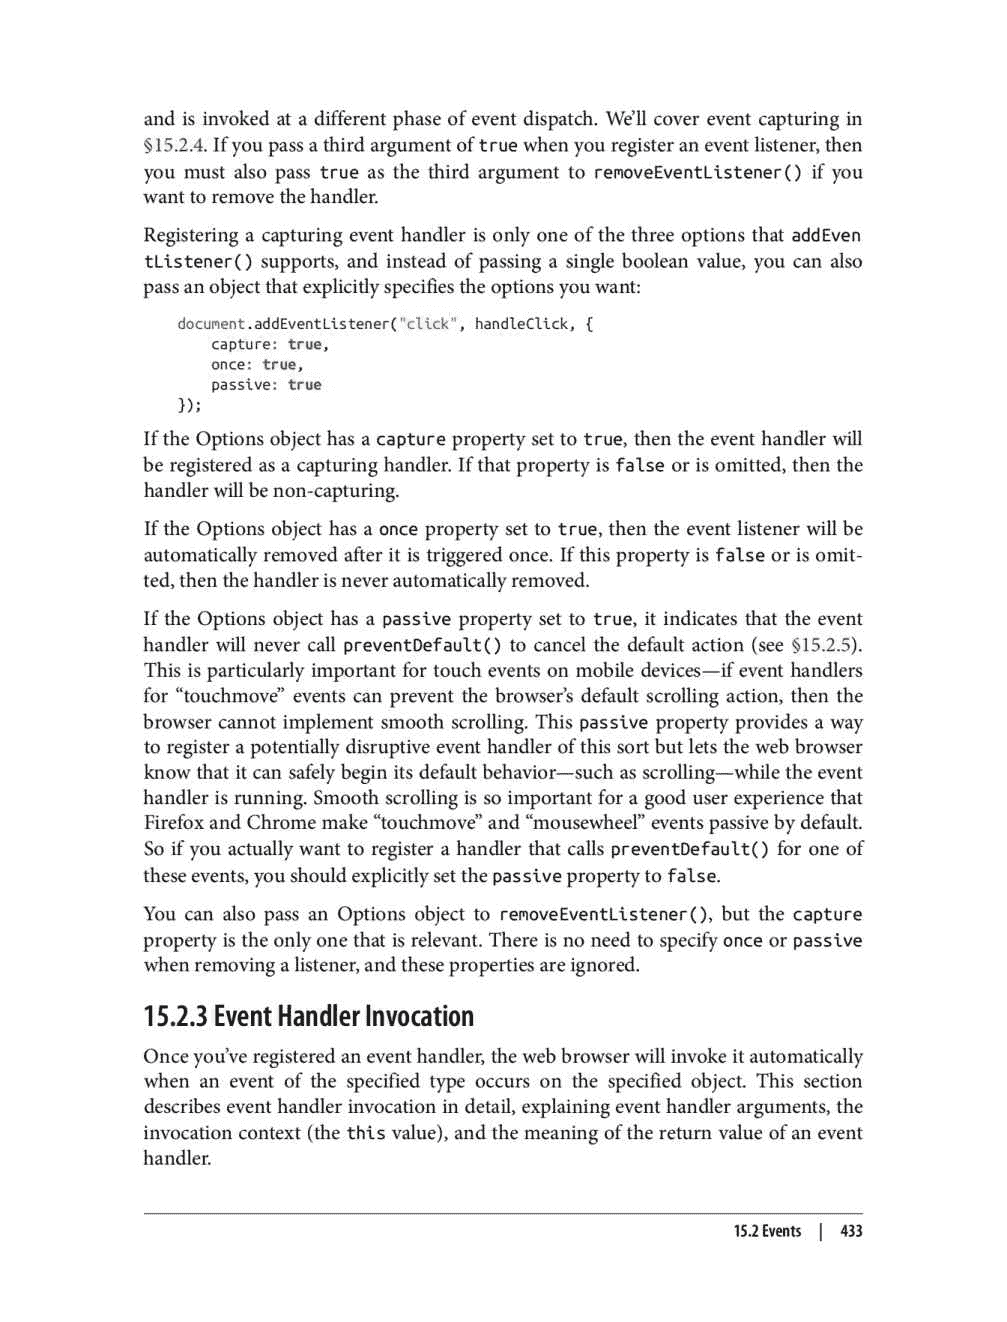 and is invoked at a different phase of event dispatch. We’ll cover event capturing in
§15.2.4. If you pass a third argument of true when you register an event listener, then
you must also pass true as the third argument to removeEventListener() if you
want to remove the handler.
Registering a capturing event handler is only one of the three options that addEven
tListener() supports, and instead of passing a single boolean value, you can also
pass an object that explicitly specifies the options you want:
document.addEventListener("click", handleClick, {
    capture: true,
    once: true,
    passive: true
});
If the Options object has a capture property set to true, then the event handler will
be registered as a capturing handler. If that property is false or is omitted, then the
handler will be non-capturing.
If the Options object has a once property set to true, then the event listener will be
automatically removed after it is triggered once. If this property is false or is omit-
ted, then the handler is never automatically removed.
If the Options object has a passive property set to true, it indicates that the event
handler will never call preventDefault() to cancel the default action (see §15.2.5).
This is particularly important for touch events on mobile devices—if event handlers
for “touchmove” events can prevent the browser’s default scrolling action, then the
browser cannot implement smooth scrolling. This passive property provides a way
to register a potentially disruptive event handler of this sort but lets the web browser
know that it can safely begin its default behavior—such as scrolling—while the event
handler is running. Smooth scrolling is so important for a good user experience that
Firefox and Chrome make “touchmove” and “mousewheel” events passive by default.
So if you actually want to register a handler that calls preventDefault() for one of
these events, you should explicitly set the passive property to false.
You can also pass an Options object to removeEventListener(), but the capture
property is the only one that is relevant. There is no need to specify once or passive
when removing a listener, and these properties are ignored.
15.2.3 Event Handler Invocation
Once you’ve registered an event handler, the web browser will invoke it automatically
when an event of the specified type occurs on the specified object. This section
describes event handler invocation in detail, explaining event handler arguments, the
invocation context (the this value), and the meaning of the return value of an event
handler.
15.2 Events | 433